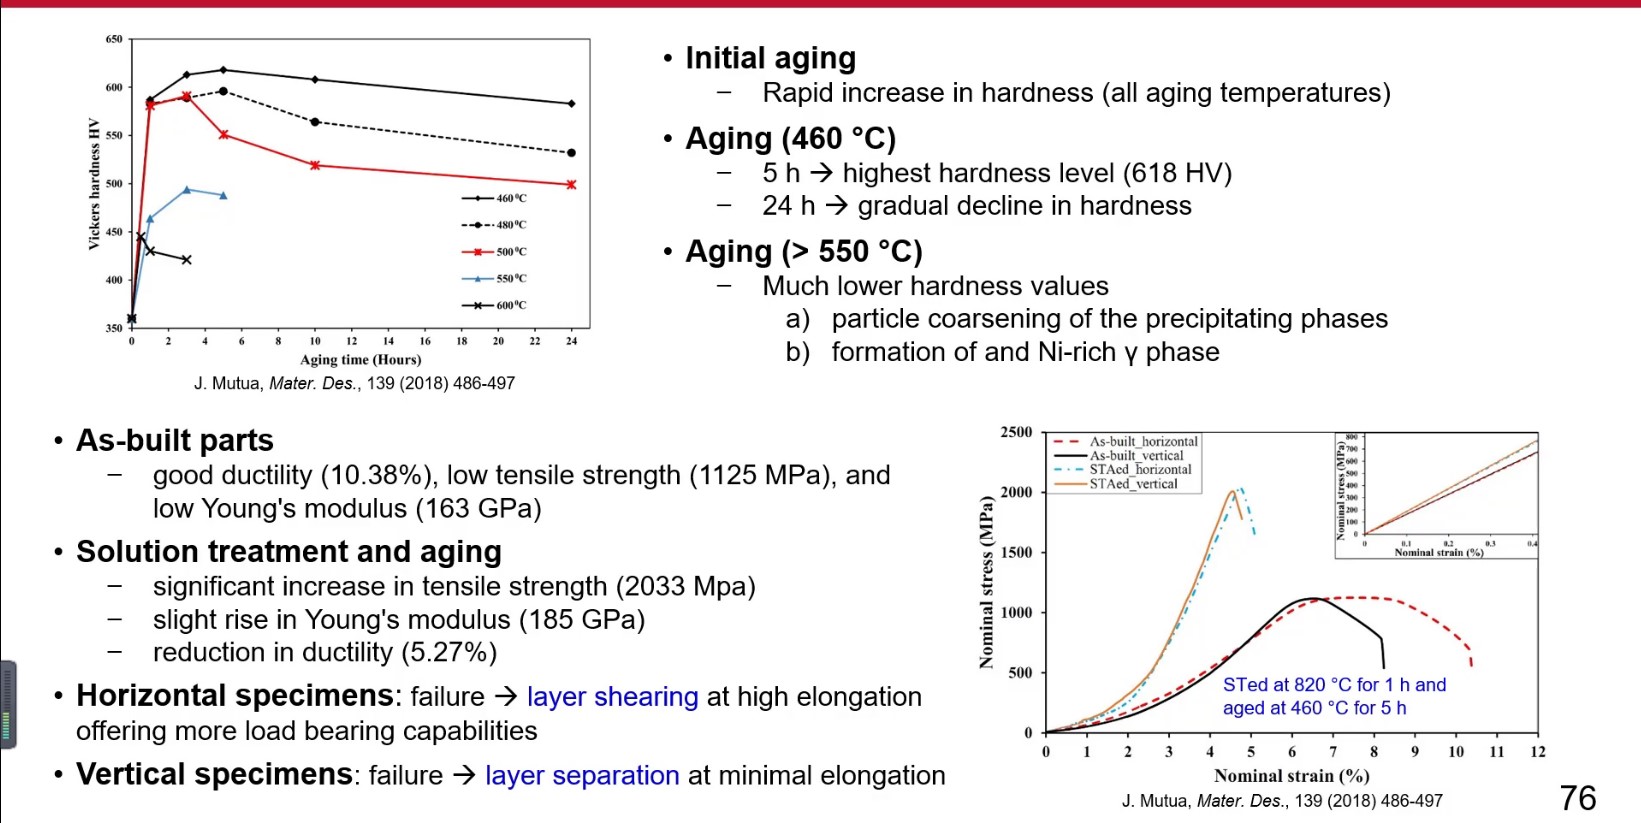 650
600
550
500
450
400
350
Vickers hardness HV
460 ⁰C
480 ⁰C
500 ⁰C
550 ⁰C
600 ⁰C
0 2 4 6 8 10 12 14 16 18 20 22 24
Aging time (Hours)
J. Mutua, Mater. Des., 139 (2018) 486-497
• Initial aging
– Rapid increase in hardness (all aging temperatures)
• Aging (460 °C)
– 5 h → highest hardness level (618 HV)
– 24 h → gradual decline in hardness
• Aging (> 550 °C)
– Much lower hardness values
a) particle coarsening of the precipitating phases
b) formation of and Ni-rich γ phase
• As-built parts
– good ductility (10.38%), low tensile strength (1125 MPa), and
low Young's modulus (163 GPa)
• Solution treatment and aging
– significant increase in tensile strength (2033 Mpa)
– slight rise in Young's modulus (185 GPa)
– reduction in ductility (5.27%)
• Horizontal specimens: failure → layer shearing at high elongation
offering more load bearing capabilities
• Vertical specimens: failure → layer separation at minimal elongation
2500
2000
1500
1000
500
0
Nominal stress (MPa)
As-built_horizontal
As-built_vertical
STAed_horizontal
STAed_vertical
800
700
600
500
400
300
200
100
0
Nominal stress (MPa)
0 0.1 0.2 0.3 0.4
Nominal strain (%)
STed at 820 °C for 1 h and
aged at 460 °C for 5 h
0 1 2 3 4 5 6 7 8 9 10 11 12
Nominal strain (%)
J. Mutua, Mater. Des., 139 (2018) 486-497
76